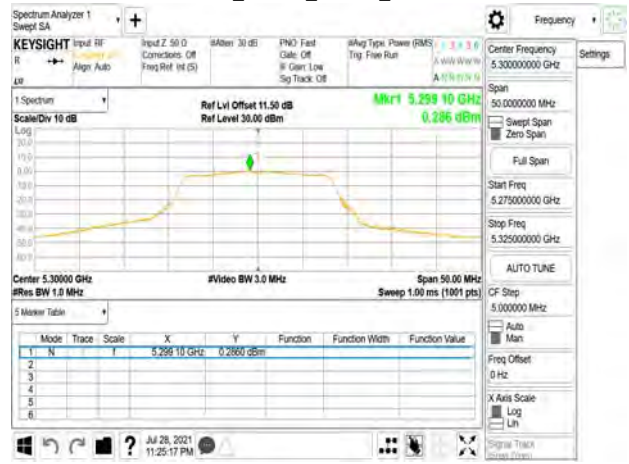 Spectrum Analyzer 1
Swept SA
+
Frequency
KEYSIGHT
R
Input: RF
Align: Auto
Input Z: 50 Ω
Corrections: Off
Freq Ref: Int (S)
#Atten: 30 dB
PNO: Fast
Gate: Off
IF Gain: Low
Sig Track: Off
#Avg Type: Power (RMS)
Trig: Free Run
Center Frequency
5.300000000 GHz
Settings
Span
50.0000000 MHz
Swept Span
Zero Span
Full Span
Start Freq
5.275000000 GHz
Stop Freq
5.325000000 GHz
AUTO TUNE
CF Step
5.000000 MHz
Auto
Man
Freq Offset
0 Hz
X Axis Scale
Log
Lin
Signal Track
1 Spectrum
Scale/Div 10 dB
Ref Lvl Offset 11.50 dB
Ref Level 30.00 dBm
Mkr1 5.299 10 GHz
0.286 dBm
Log
Center 5.30000 GHz
#Res BW 1.0 MHz
#Video BW 3.0 MHz
Span 50.00 MHz
Sweep 1.00 ms (1001 pts)
5 Marker Table
Mode Trace Scale X Y Function Function Width Function Value
1 N f 5.299 10 GHz 0.2860 dBm
2
3
4
5
6
? Jul 28, 2021
11:25:17 PM